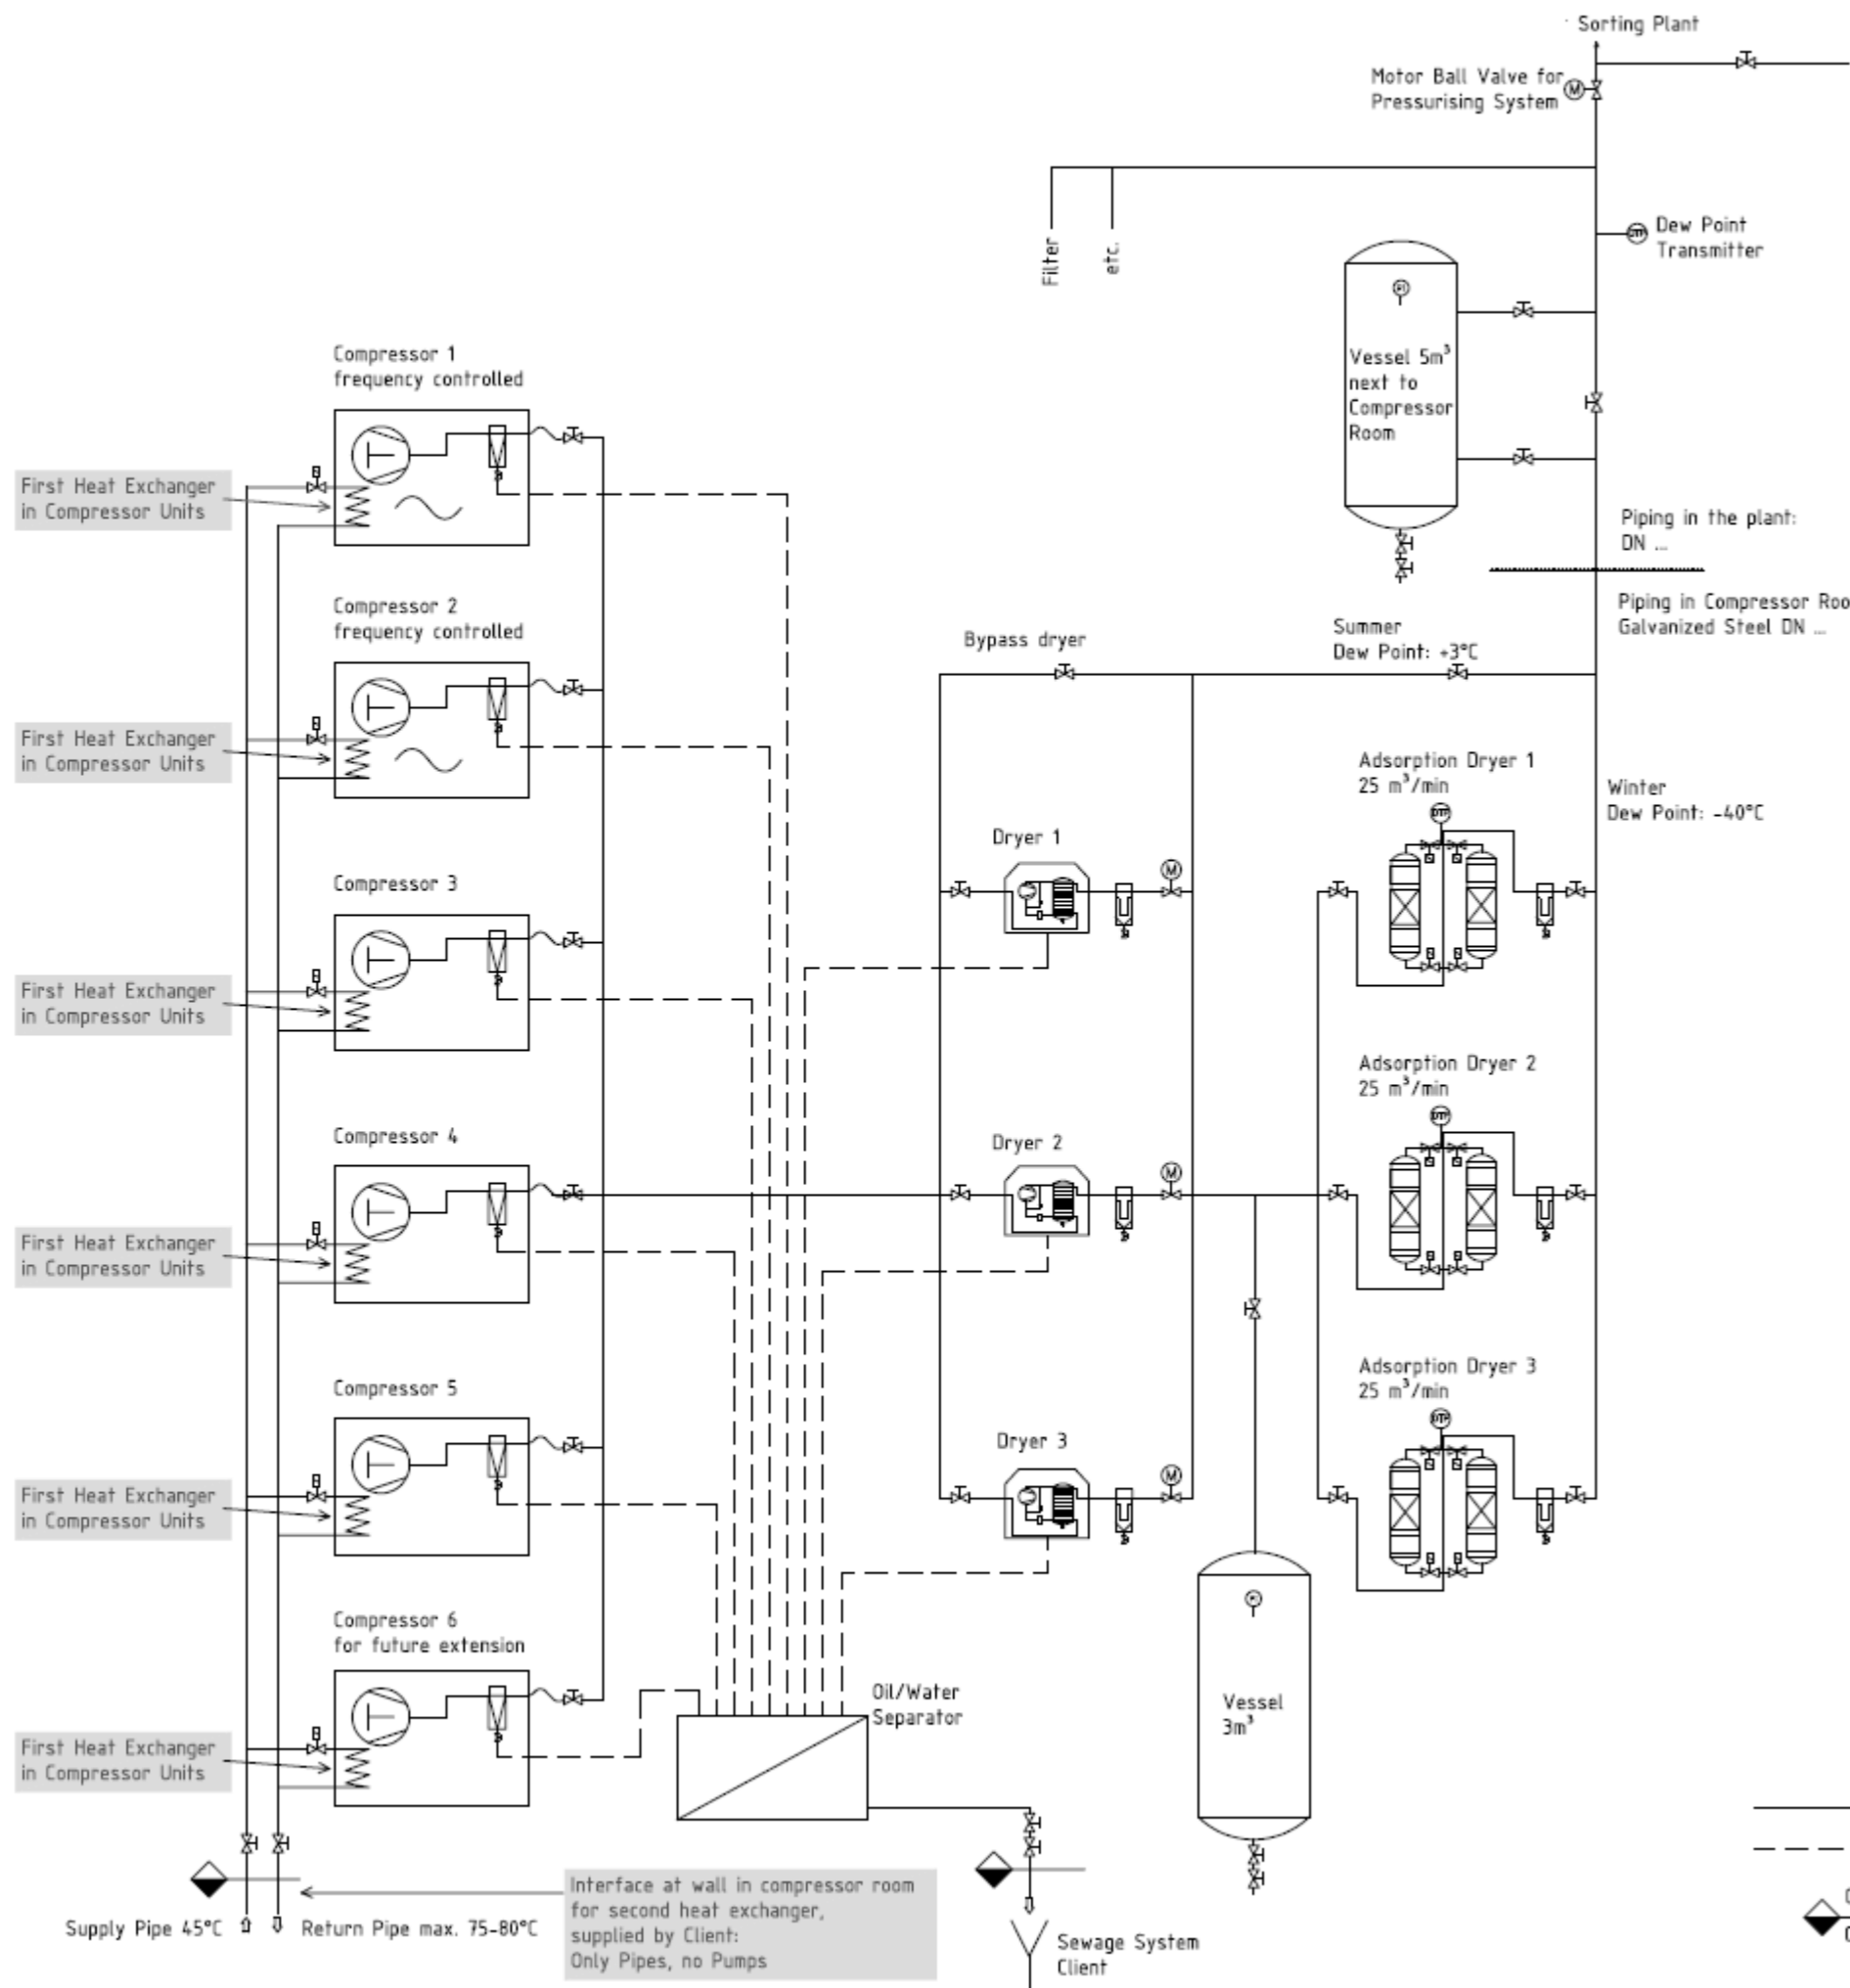 Sorting Plant
Motor Ball Valve for
Pressurising System
M
Filter
etc.
Dew Point
Transmitter
Vessel 5m³
next to
Compressor
Room
Piping in the plant:
DN ...
Piping in Compressor Roo
Galvanized Steel DN ...
Compressor 1
frequency controlled
First Heat Exchanger
in Compressor Units
Compressor 2
frequency controlled
First Heat Exchanger
in Compressor Units
Compressor 3
First Heat Exchanger
in Compressor Units
Compressor 4
First Heat Exchanger
in Compressor Units
Compressor 5
First Heat Exchanger
in Compressor Units
Compressor 6
for future extension
First Heat Exchanger
in Compressor Units
Bypass dryer
Summer
Dew Point: +3°C
Winter
Dew Point: -40°C
Dryer 1
M
Dryer 2
M
Dryer 3
M
Adsorption Dryer 1
25 m³/min
DTP
Adsorption Dryer 2
25 m³/min
DTP
Adsorption Dryer 3
25 m³/min
DTP
Oil/Water
Separator
Vessel
3m³
Supply Pipe 45°C
Return Pipe max. 75-80°C
Interface at wall in compressor room
for second heat exchanger,
supplied by Client:
Only Pipes, no Pumps
Sewage System
Client